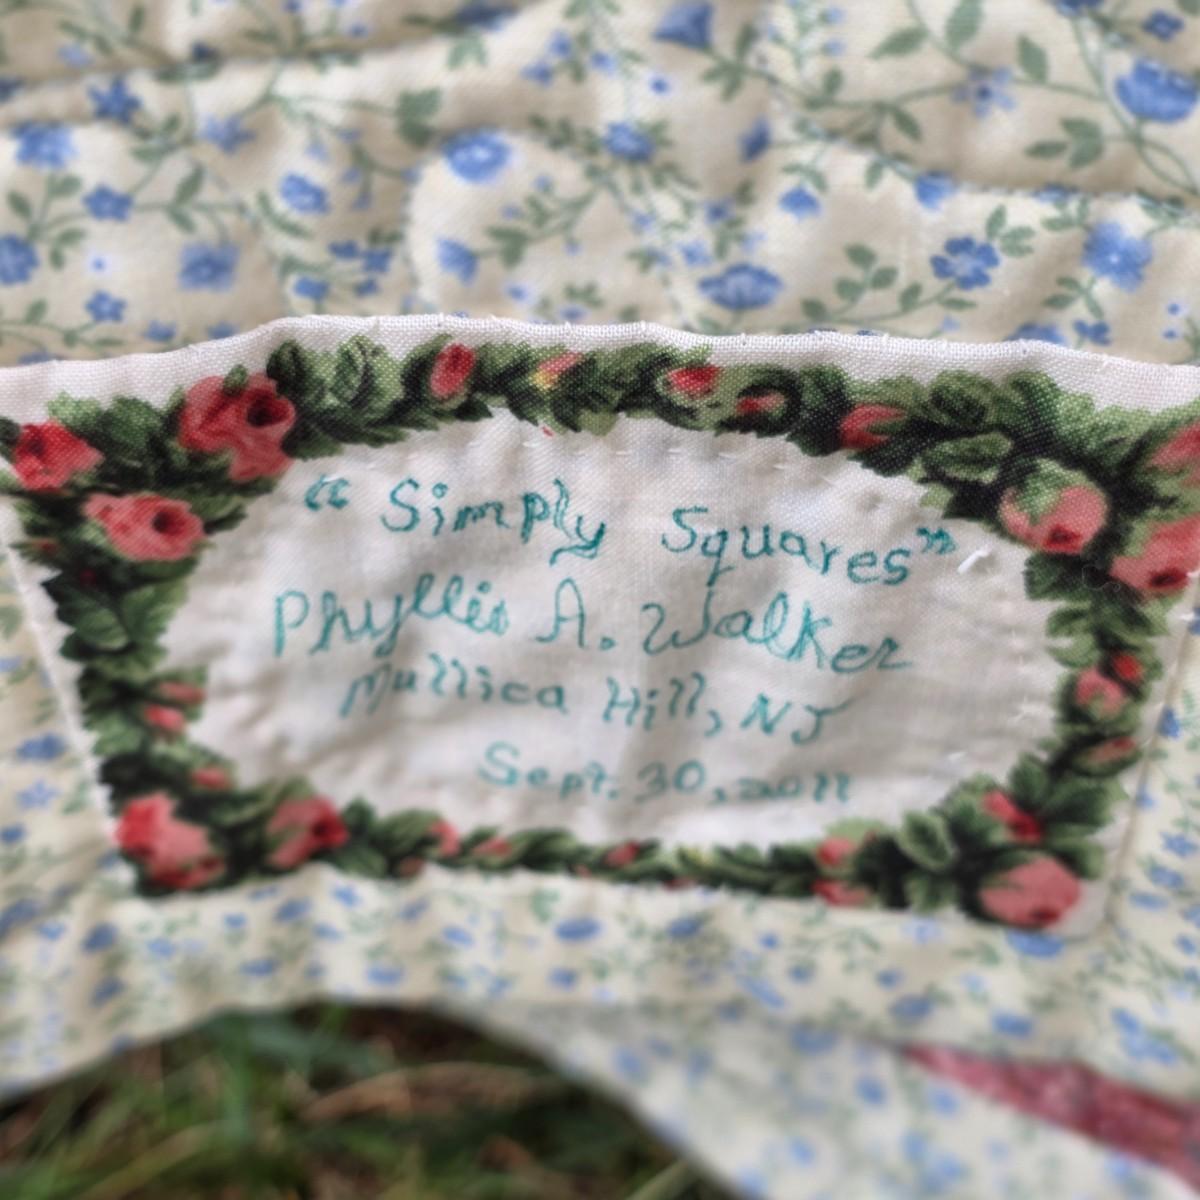 "Simply Squares"
Phyllis A. Walker
Mullica Hill, NJ
Sept. 30, 2011